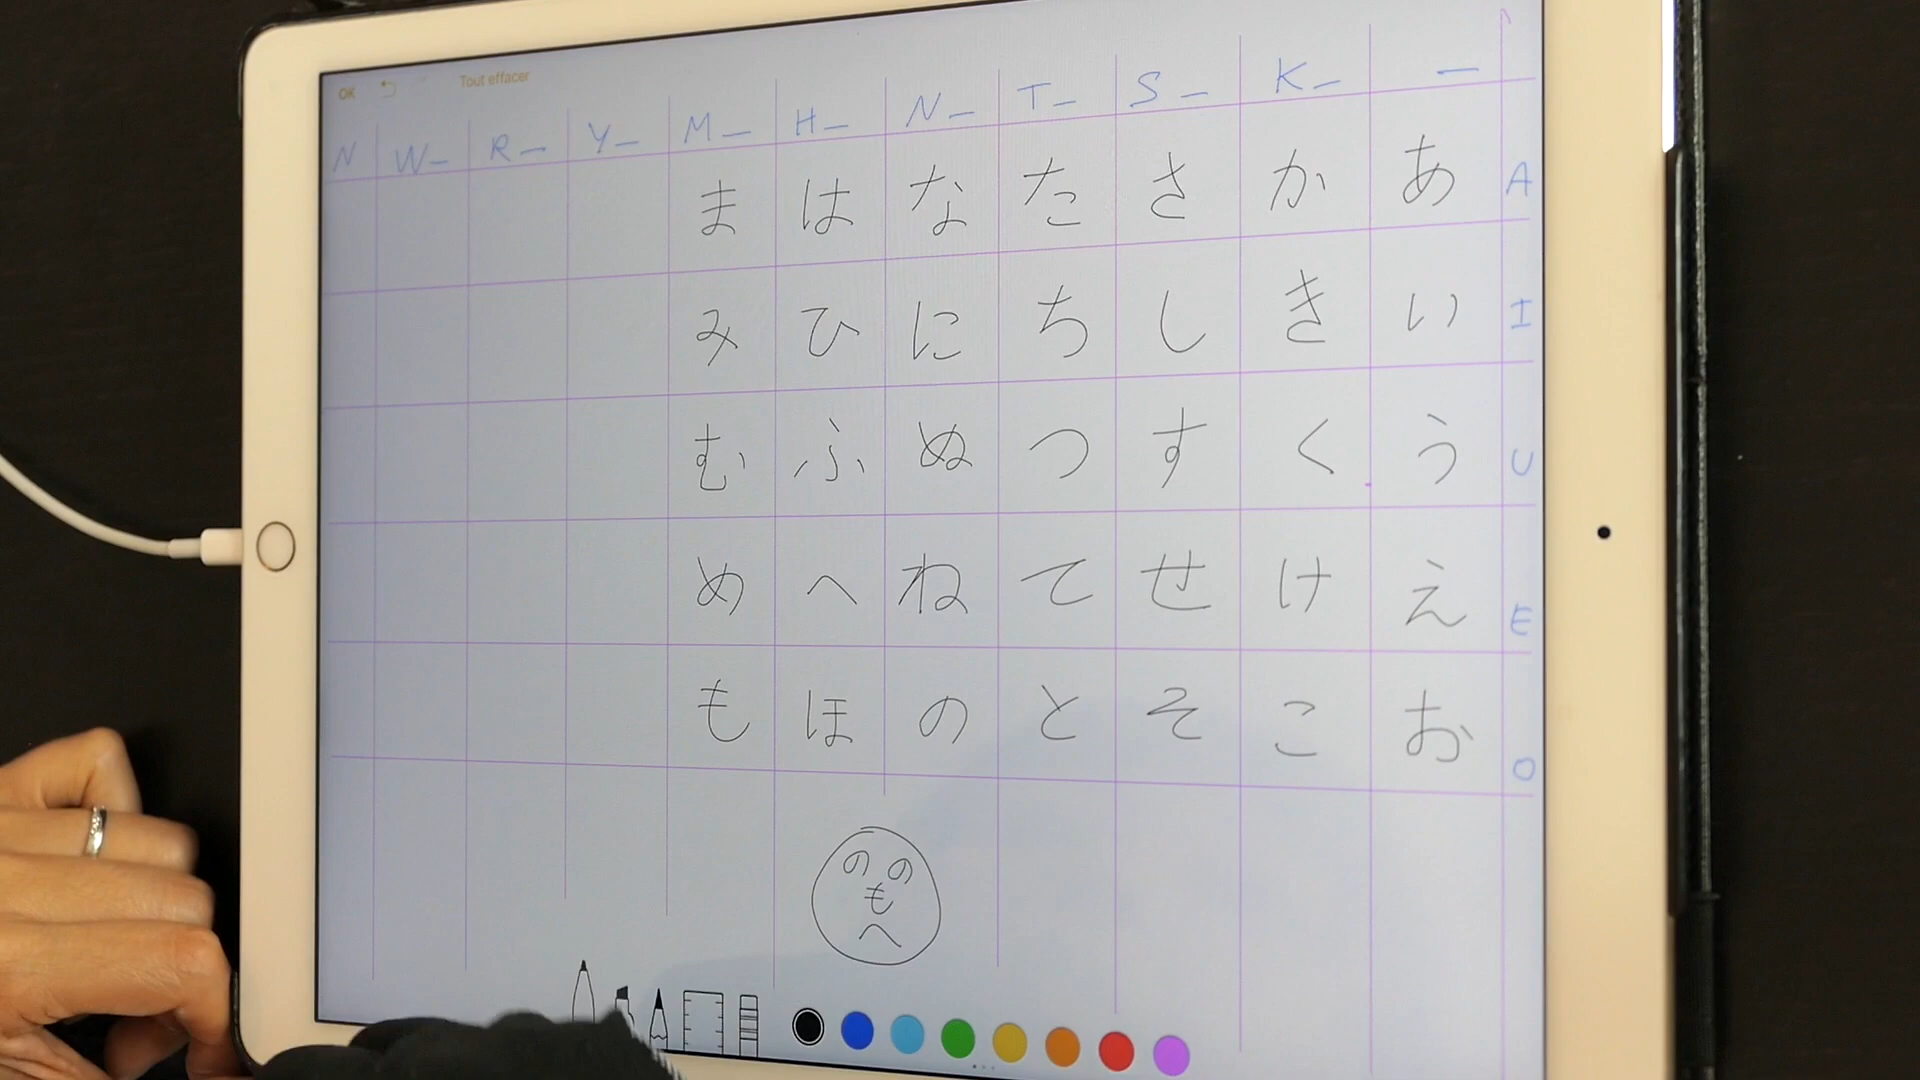 OK Tout effacer
N W_ R_ Y_ M_ H_ N_ T_ S_ K_ _
ま は な た さ か あ A
み ひ に ち し き い I
む ふ ぬ つ す く う U
め へ ね て せ け え E
も ほ の と そ こ お O
の の
も
へ